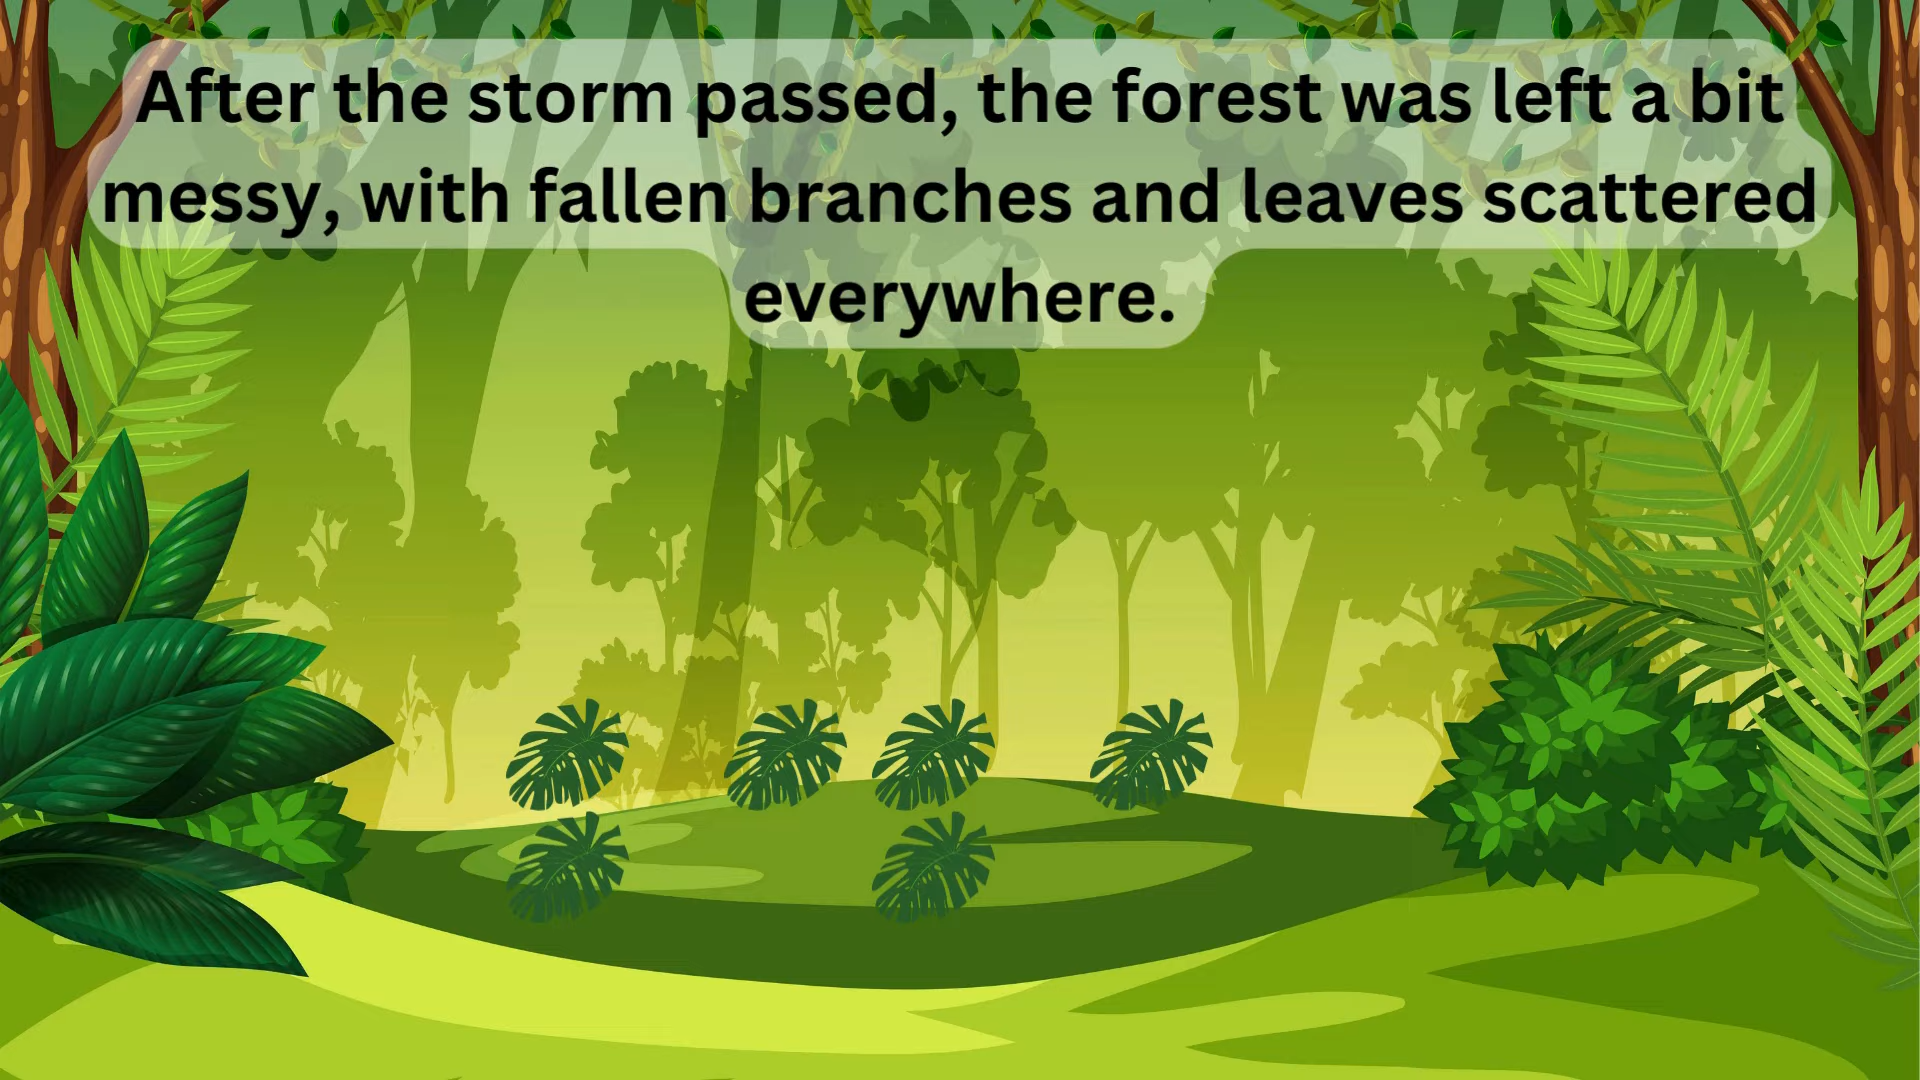 After the storm passed, the forest was left a bit
messy, with fallen branches and leaves scattered
everywhere.